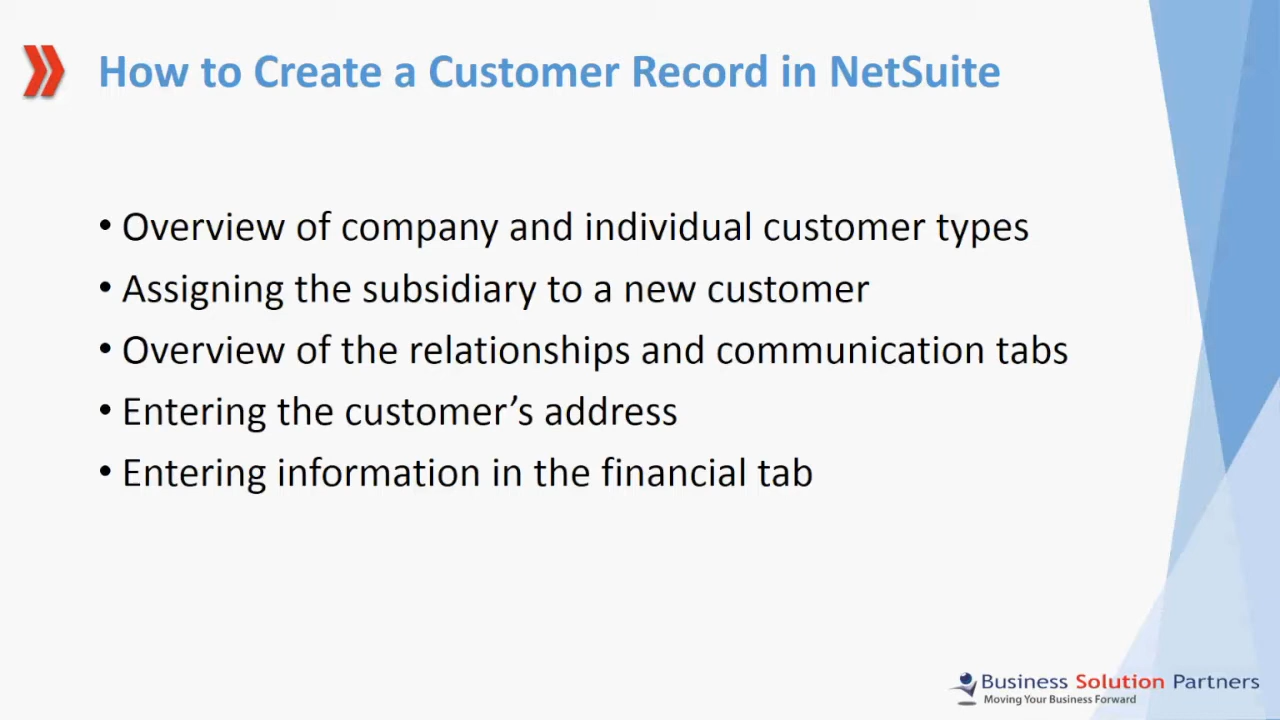 How to Create a Customer Record in NetSuite
• Overview of company and individual customer types
• Assigning the subsidiary to a new customer
• Overview of the relationships and communication tabs
• Entering the customer’s address
• Entering information in the financial tab
Business Solution Partners
Moving Your Business Forward